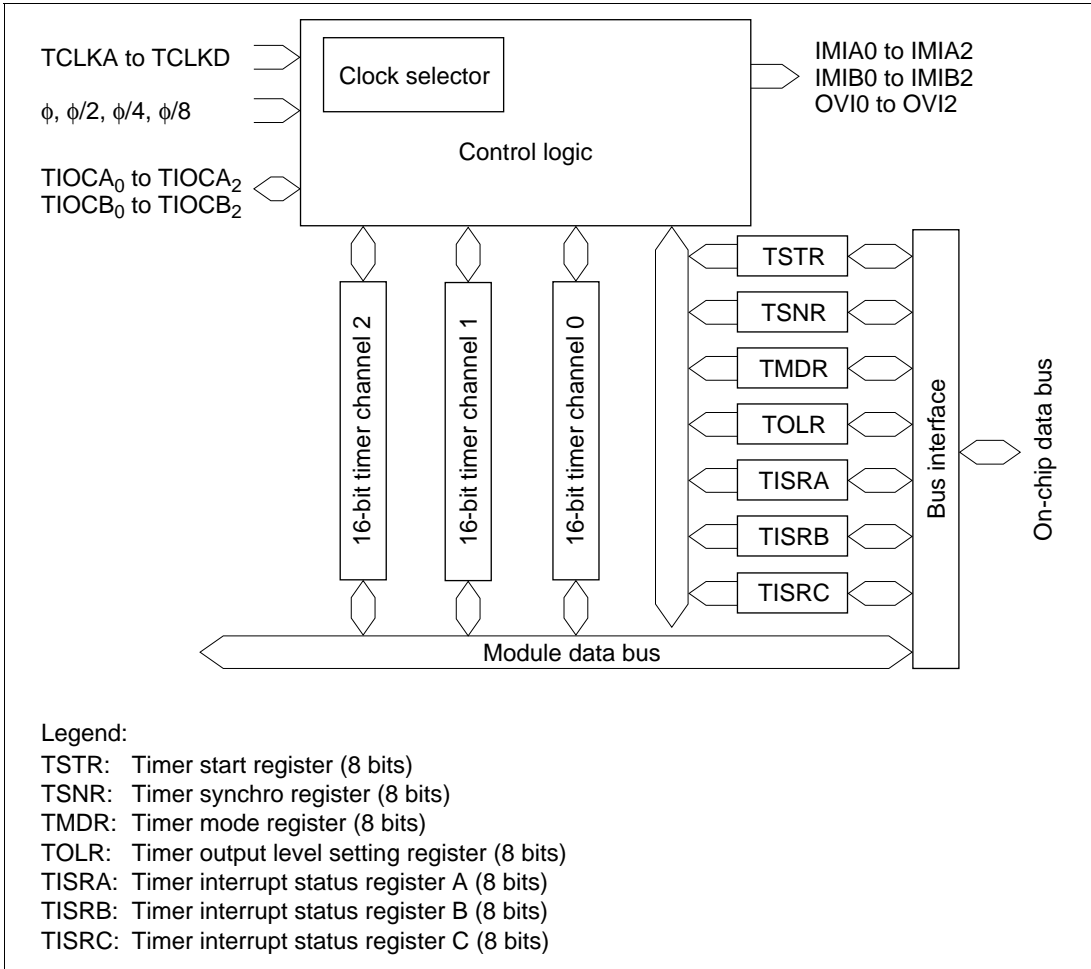 TCLKA to TCLKD
ϕ, ϕ/2, ϕ/4, ϕ/8
TIOCA₀ to TIOCA₂
TIOCB₀ to TIOCB₂
Clock selector
Control logic
IMIA0 to IMIA2
IMIB0 to IMIB2
OVI0 to OVI2
16-bit timer channel 2
16-bit timer channel 1
16-bit timer channel 0
TSTR
TSNR
TMDR
TOLR
TISRA
TISRB
TISRC
Bus interface
On-chip data bus
Module data bus
Legend:
TSTR: Timer start register (8 bits)
TSNR: Timer synchro register (8 bits)
TMDR: Timer mode register (8 bits)
TOLR: Timer output level setting register (8 bits)
TISRA: Timer interrupt status register A (8 bits)
TISRB: Timer interrupt status register B (8 bits)
TISRC: Timer interrupt status register C (8 bits)